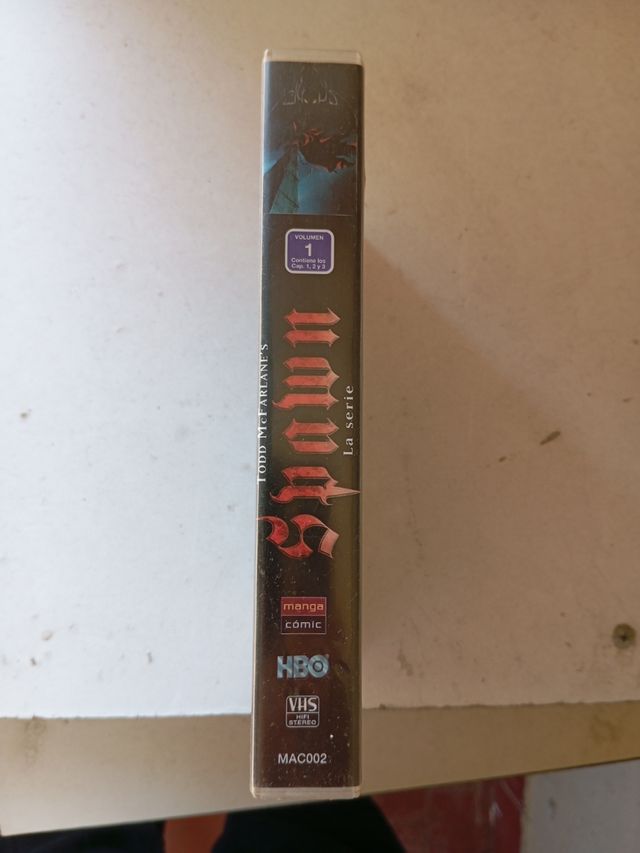 VOLUMEN
1
Contiene los
Cap. 1, 2 y 3
TODD MCFARLANE'S
Spawn
La serie
manga
cómic
HBO
VHS
HIFI
STEREO
MAC002